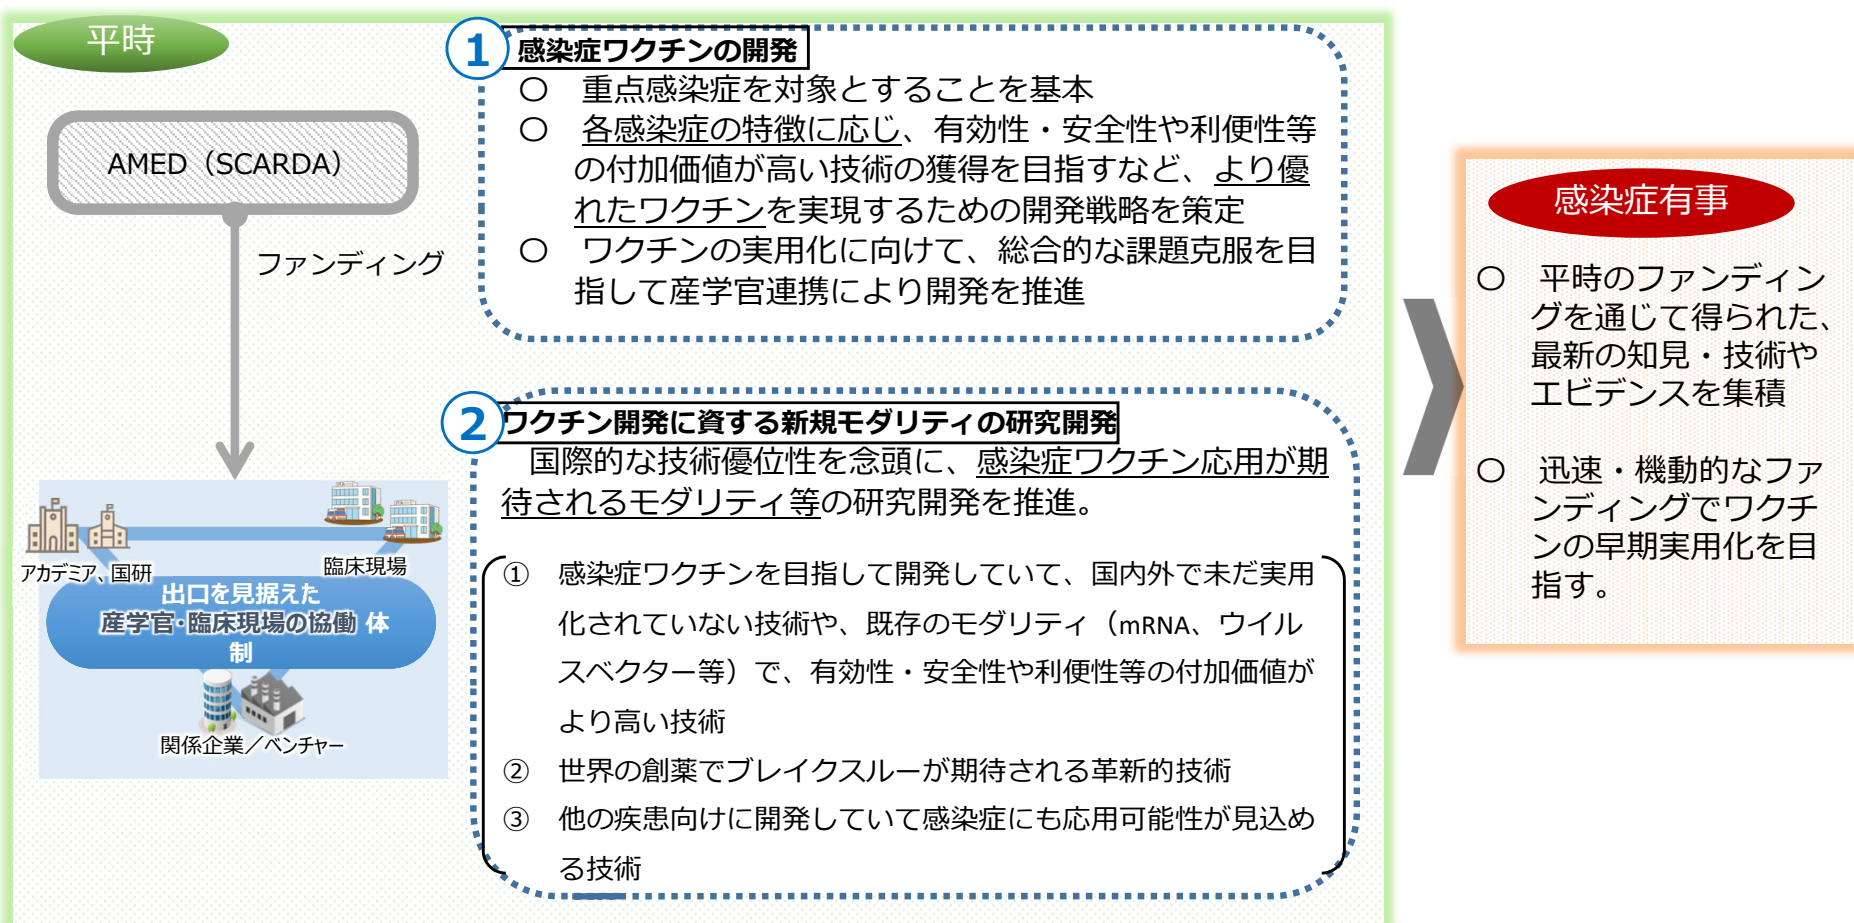 平時
AMED（SCARDA）
ファンディング
アカデミア、国研
臨床現場
出口を見据えた
産学官・臨床現場の協働 体
制
関係企業／ベンチャー
1
感染症ワクチンの開発
〇 重点感染症を対象とすることを基本
〇 各感染症の特徴に応じ、有効性・安全性や利便性等
の付加価値が高い技術の獲得を目指すなど、より優
れたワクチンを実現するための開発戦略を策定
〇 ワクチンの実用化に向けて、総合的な課題克服を目
指して産学官連携により開発を推進
2
ワクチン開発に資する新規モダリティの研究開発
国際的な技術優位性を念頭に、感染症ワクチン応用が期
待されるモダリティ等の研究開発を推進。
① 感染症ワクチンを目指して開発していて、国内外で未だ実用
化されていない技術や、既存のモダリティ（mRNA、ウイル
スベクター等）で、有効性・安全性や利便性等の付加価値が
より高い技術
② 世界の創薬でブレイクスルーが期待される革新的技術
③ 他の疾患向けに開発していて感染症にも応用可能性が見込め
る技術
感染症有事
〇 平時のファンディン
グを通じて得られた、
最新の知見・技術や
エビデンスを集積
〇 迅速・機動的なファ
ンディングでワクチ
ンの早期実用化を目
指す。